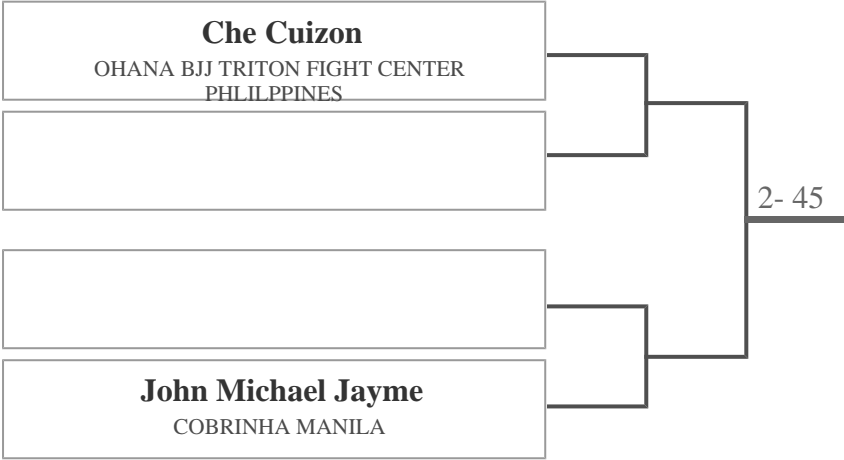 Che Cuizon
OHANA BJJ TRITON FIGHT CENTER
PHLILPPINES
2- 45
John Michael Jayme
COBRINHA MANILA